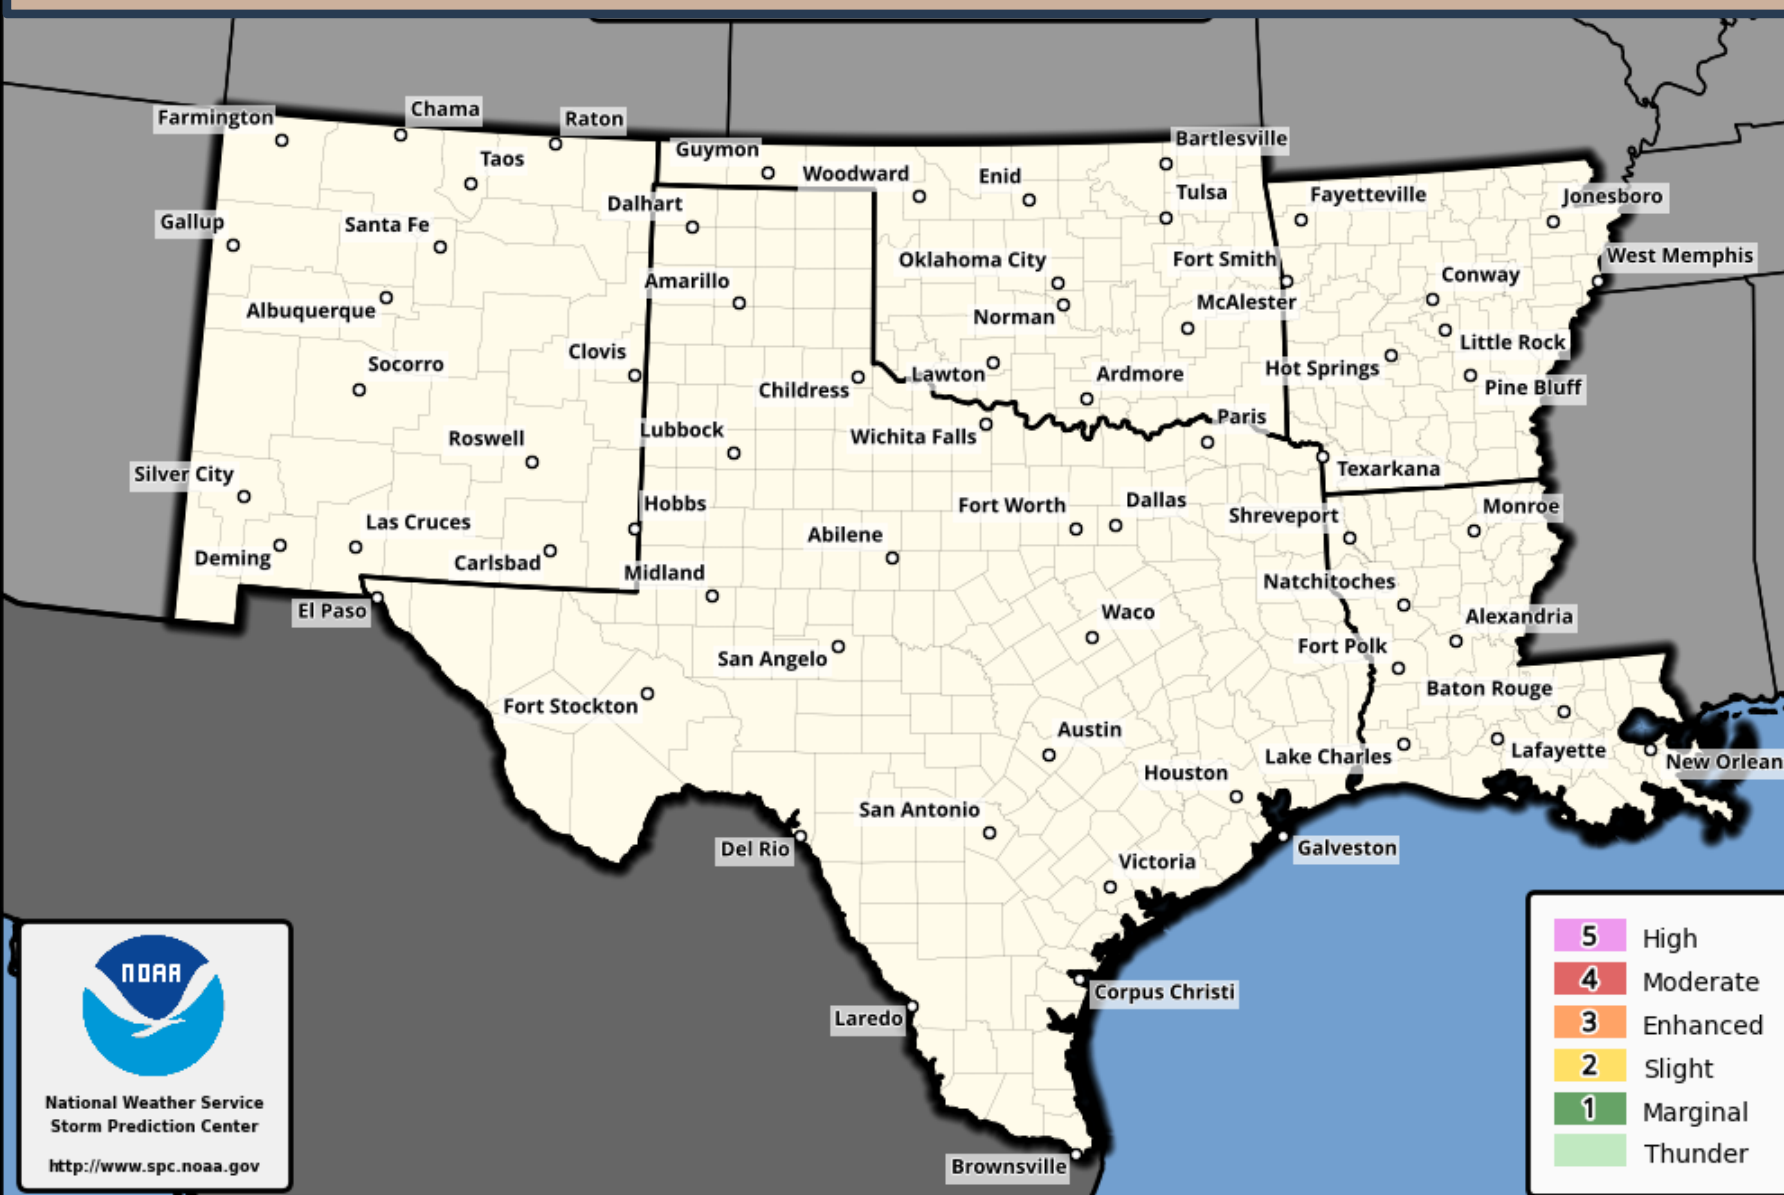 Farmington
Chama
Raton
Guymon
Bartlesville
Taos
Woodward
Enid
Tulsa
Fayetteville
Jonesboro
Dalhart
Gallup
Santa Fe
Oklahoma City
Fort Smith
West Memphis
Amarillo
Conway
McAlester
Albuquerque
Norman
Little Rock
Clovis
Socorro
Hot Springs
Lawton
Ardmore
Childress
Pine Bluff
Paris
Lubbock
Wichita Falls
Roswell
Texarkana
Silver City
Hobbs
Fort Worth
Dallas
Monroe
Shreveport
Las Cruces
Abilene
Deming
Carlsbad
Midland
Natchitoches
El Paso
Waco
Alexandria
Fort Polk
San Angelo
Baton Rouge
Fort Stockton
Austin
Lafayette
Lake Charles
New Orlean
Houston
San Antonio
Del Rio
Galveston
Victoria
Corpus Christi
Laredo
Brownsville
NOAA
National Weather Service
Storm Prediction Center
http://www.spc.noaa.gov
5 High
4 Moderate
3 Enhanced
2 Slight
1 Marginal
Thunder